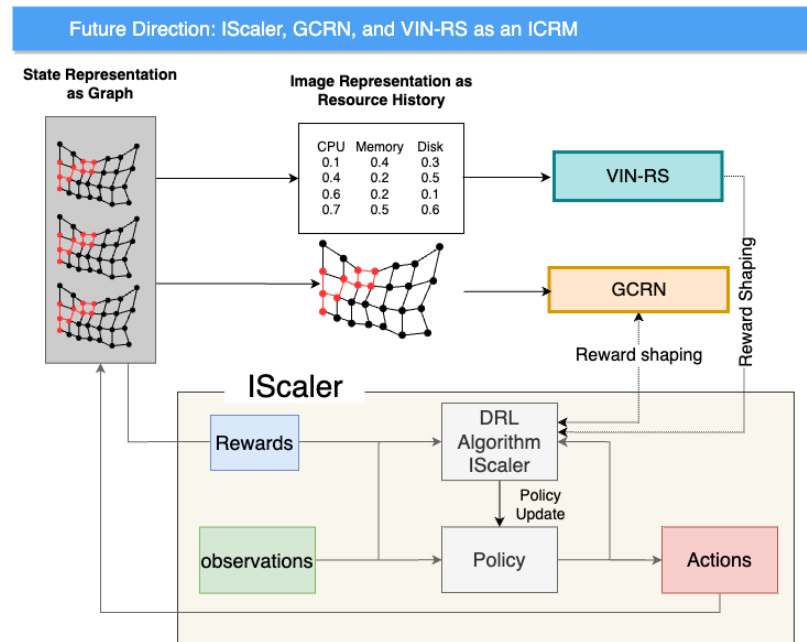 Future Direction: IScaler, GCRN, and VIN-RS as an ICRM
State Representation
as Graph
Image Representation as
Resource History
CPU Memory Disk
0.1 0.4 0.3
0.4 0.2 0.5
0.6 0.2 0.1
0.7 0.5 0.6
VIN-RS
GCRN
Reward Shaping
Reward shaping
IScaler
Rewards
DRL
Algorithm
IScaler
Policy
Update
observations
Policy
Actions